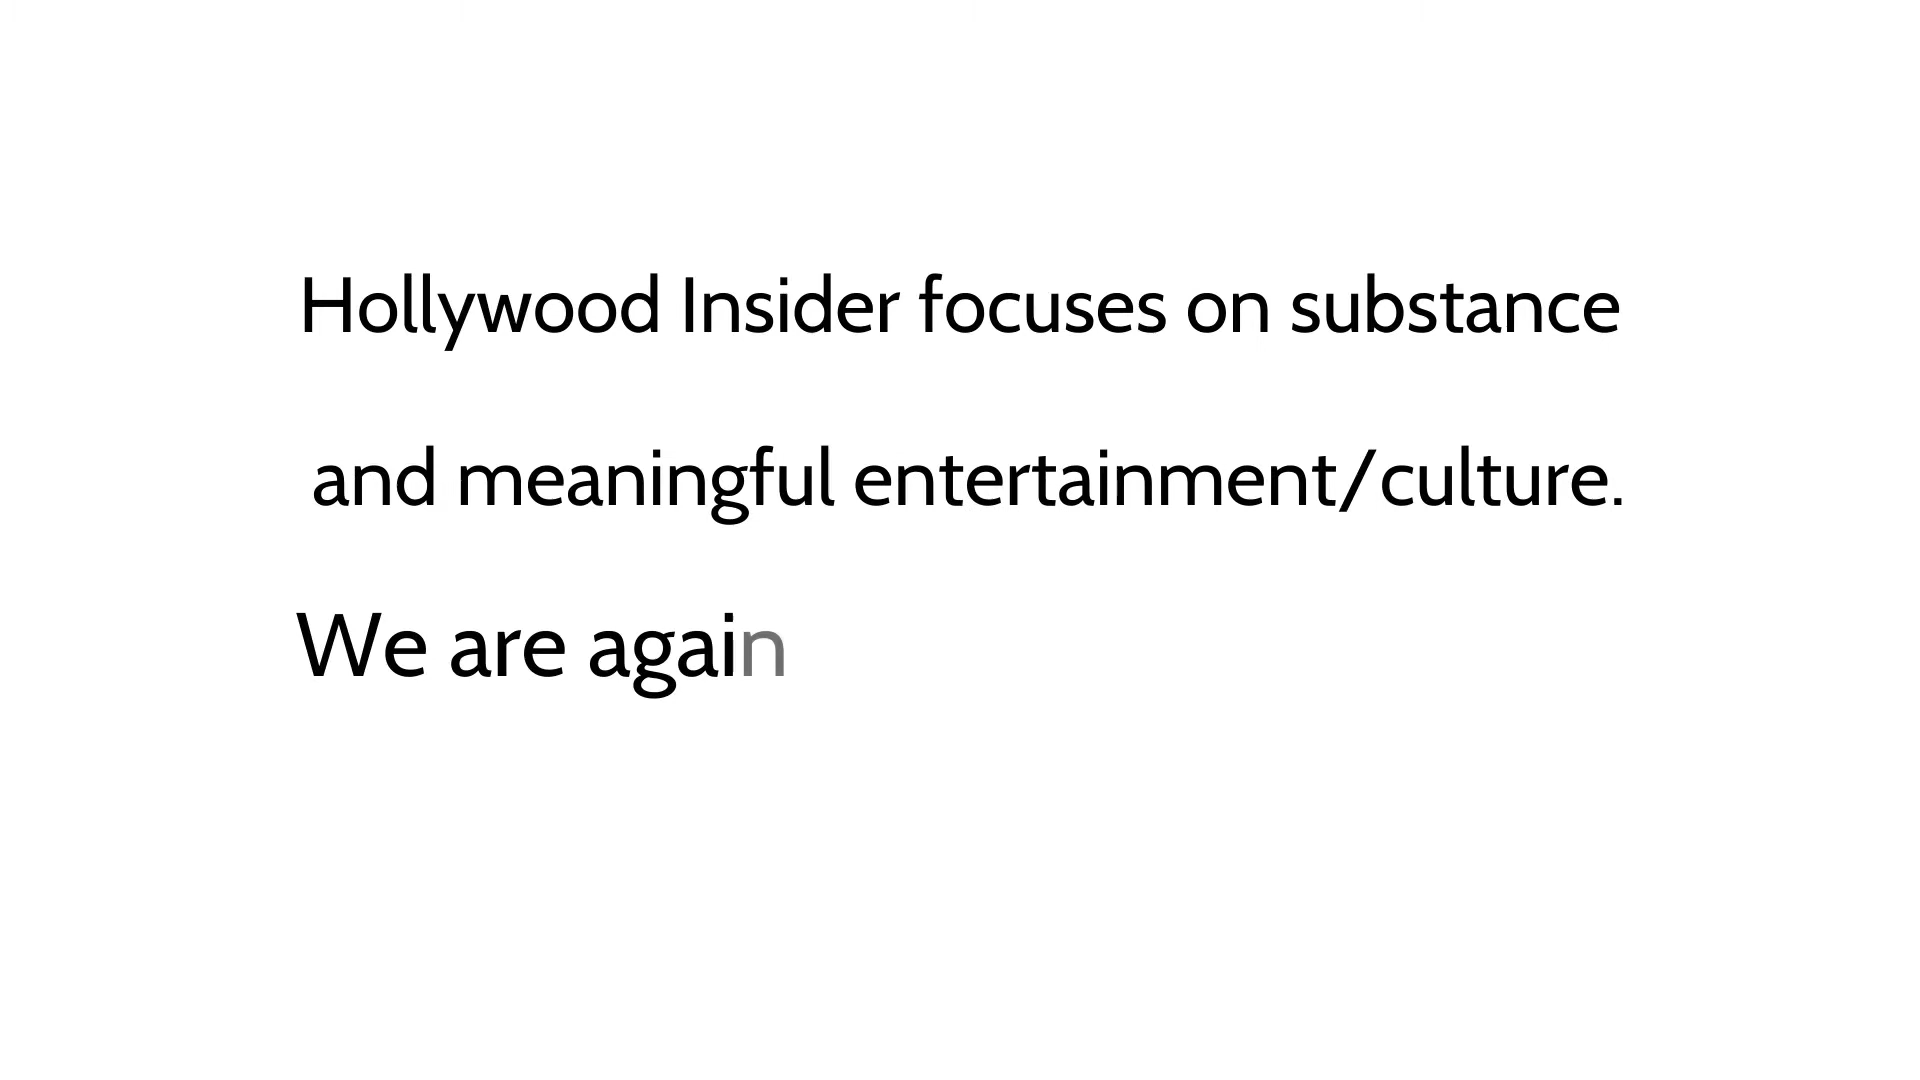 Hollywood Insider focuses on substance
and meaningful entertainment/culture.
We are again